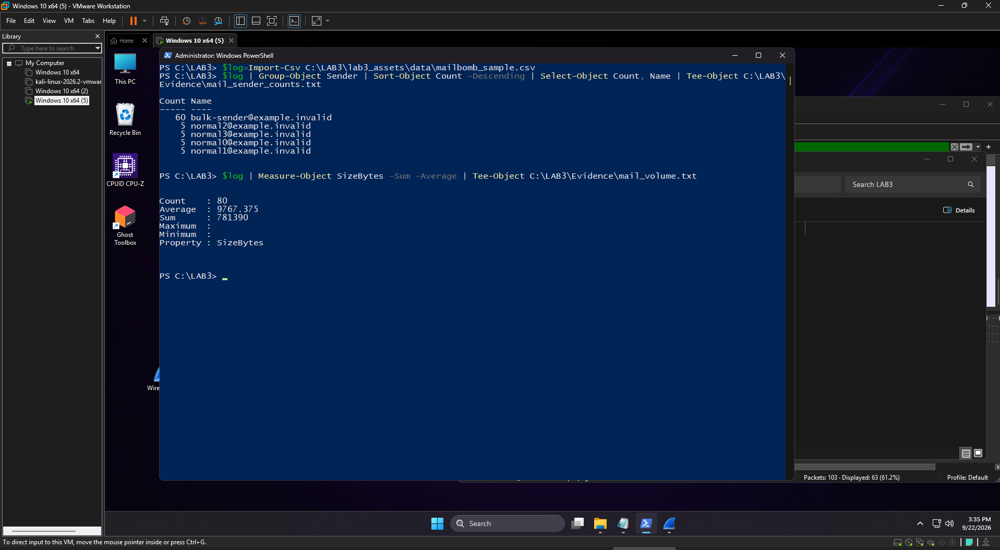 Windows 10 x64 (5) - VMware Workstation
File Edit View VM Tabs Help
Library
Type here to search
My Computer
Windows 10 x64
kali-linux-2026.2-vmwar
Windows 10 x64 (2)
Windows 10 x64 (5)
Home
Windows 10 x64 (5)
This PC
Recycle Bin
CPUID CPU-Z
Ghost
Toolbox
Wire
Administrator: Windows PowerShell
PS C:\LAB3> $log=Import-Csv C:\LAB3\lab3_assets\data\mailbomb_sample.csv
PS C:\LAB3> $log | Group-Object Sender | Sort-Object Count -Descending | Select-Object Count, Name | Tee-Object C:\LAB3\
Evidence\mail_sender_counts.txt
Count Name
----- ----
60 bulk-sender@example.invalid
5 normal2@example.invalid
5 normal3@example.invalid
5 normal0@example.invalid
5 normal1@example.invalid
PS C:\LAB3> $log | Measure-Object SizeBytes -Sum -Average | Tee-Object C:\LAB3\Evidence\mail_volume.txt
Count    : 80
Average  : 9767.375
Sum      : 781390
Maximum  :
Minimum  :
Property : SizeBytes
PS C:\LAB3>
Search LAB3
Details
Packets: 103 · Displayed: 63 (61.2%)
Profile: Default
Search
3:35 PM
9/22/2026
To direct input to this VM, move the mouse pointer inside or press Ctrl+G.